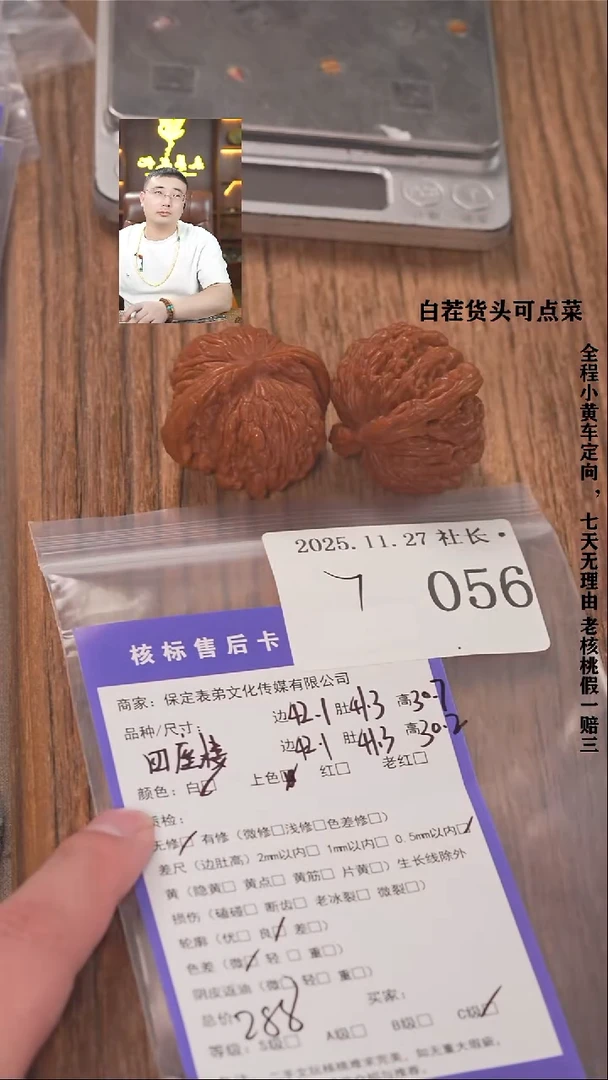 白茬货头可点菜
全程小黄车定向，七天无理由 老核桃假一赔三
2025.11.27 社长·
056
核标售后卡
商家：保定表弟文化传媒有限公司
品种/尺寸： 边42.1 肚41.3 高30.7
四座楼 边42.1 肚41.3 高30.2
颜色：白☑ 上色 红□ 老红□
质检：
无修☑ 有修（微修□浅修□色差修□）
差尺（边肚高）2mm以内□ 1mm以内□ 0.5mm以内☑
黄（隐黄□ 黄点□ 黄筋□ 片黄□）生长线除外
损伤（磕碰□ 断齿□ 老冰裂□ 微裂□）
轮廓（优□ 良☑ 差□）
色差（微☑ 轻□ 重□）
阴皮返油（微□ 轻□ 重□）
总价 288 买家：
等级：S级□ A级□ B级□ C级☑